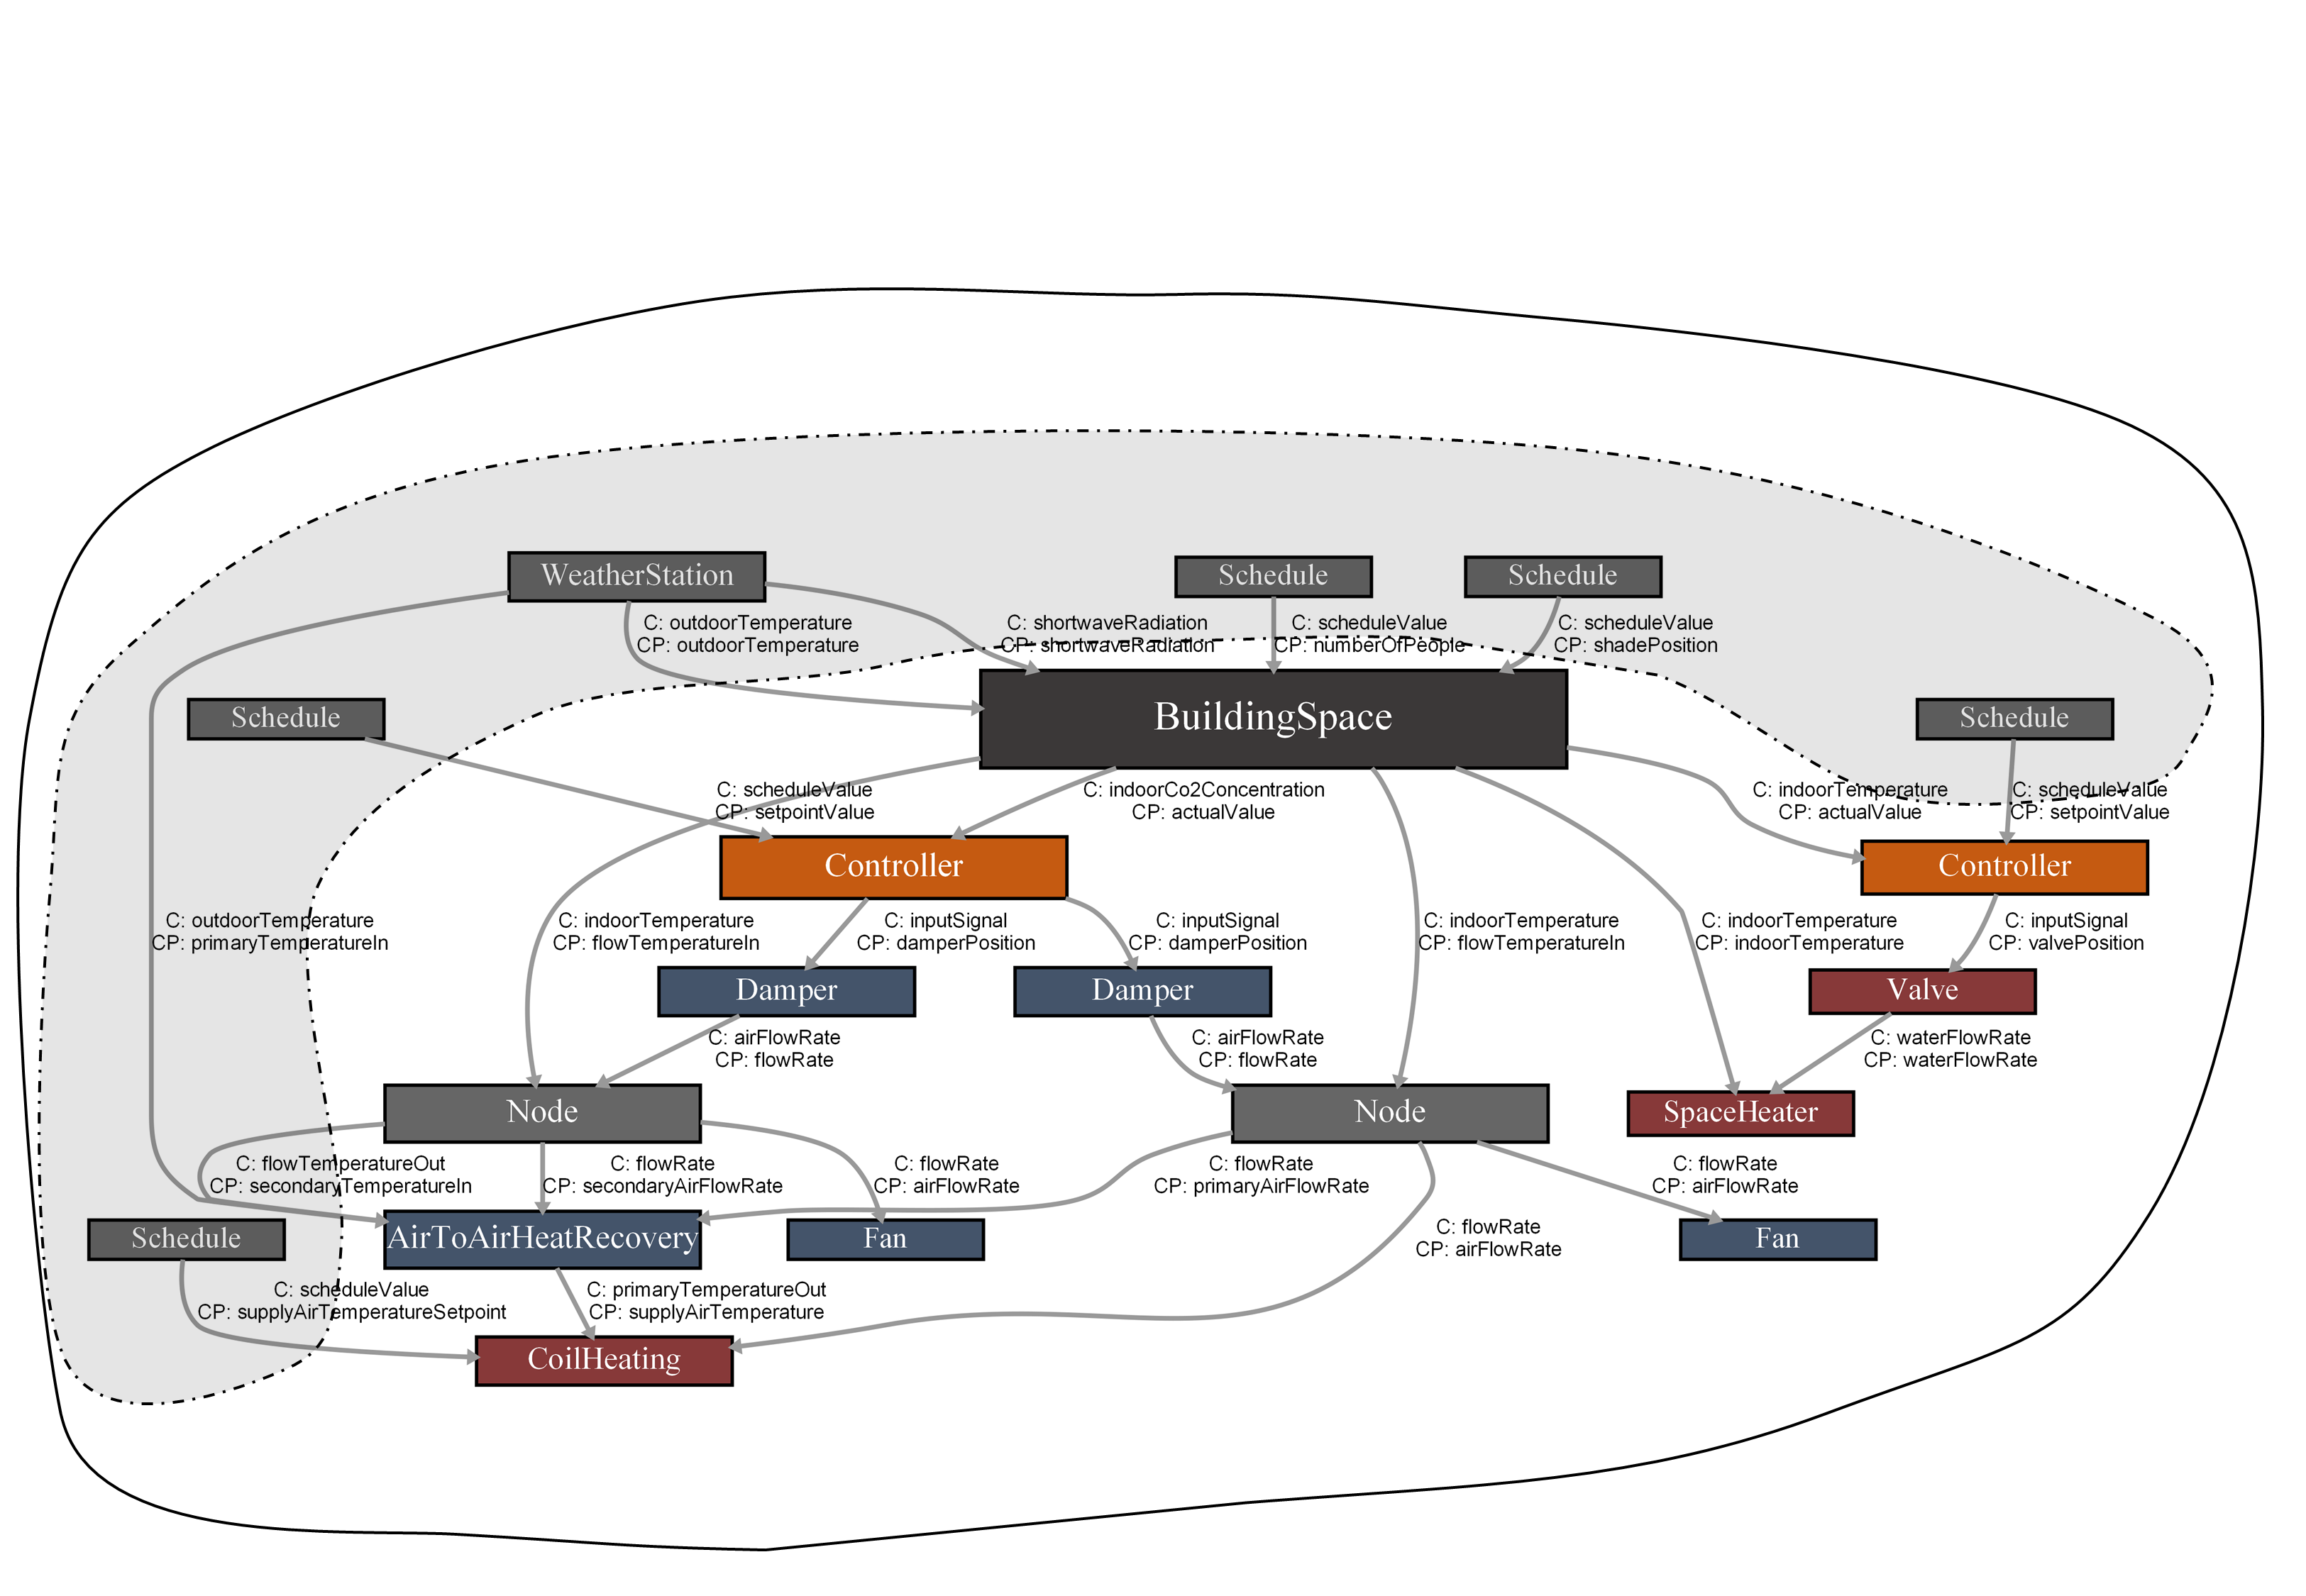 WeatherStation
Schedule
Schedule
C: outdoorTemperature
CP: outdoorTemperature
C: shortwaveRadiation
CP: shortwaveRadiation
C: scheduleValue
CP: numberOfPeople
C: scheduleValue
CP: shadePosition
Schedule
BuildingSpace
Schedule
C: scheduleValue
CP: setpointValue
C: indoorCo2Concentration
CP: actualValue
C: indoorTemperature
CP: actualValue
C: scheduleValue
CP: setpointValue
Controller
Controller
C: outdoorTemperature
CP: primaryTemperatureIn
C: indoorTemperature
CP: flowTemperatureIn
C: inputSignal
CP: damperPosition
C: inputSignal
CP: damperPosition
C: indoorTemperature
CP: flowTemperatureIn
C: indoorTemperature
CP: indoorTemperature
C: inputSignal
CP: valvePosition
Damper
Damper
Valve
C: airFlowRate
CP: flowRate
C: airFlowRate
CP: flowRate
C: waterFlowRate
CP: waterFlowRate
Node
Node
SpaceHeater
C: flowTemperatureOut
CP: secondaryTemperatureIn
C: flowRate
CP: secondaryAirFlowRate
C: flowRate
CP: airFlowRate
C: flowRate
CP: primaryAirFlowRate
C: flowRate
CP: airFlowRate
Schedule
AirToAirHeatRecovery
Fan
C: flowRate
CP: airFlowRate
Fan
C: scheduleValue
CP: supplyAirTemperatureSetpoint
C: primaryTemperatureOut
CP: supplyAirTemperature
CoilHeating